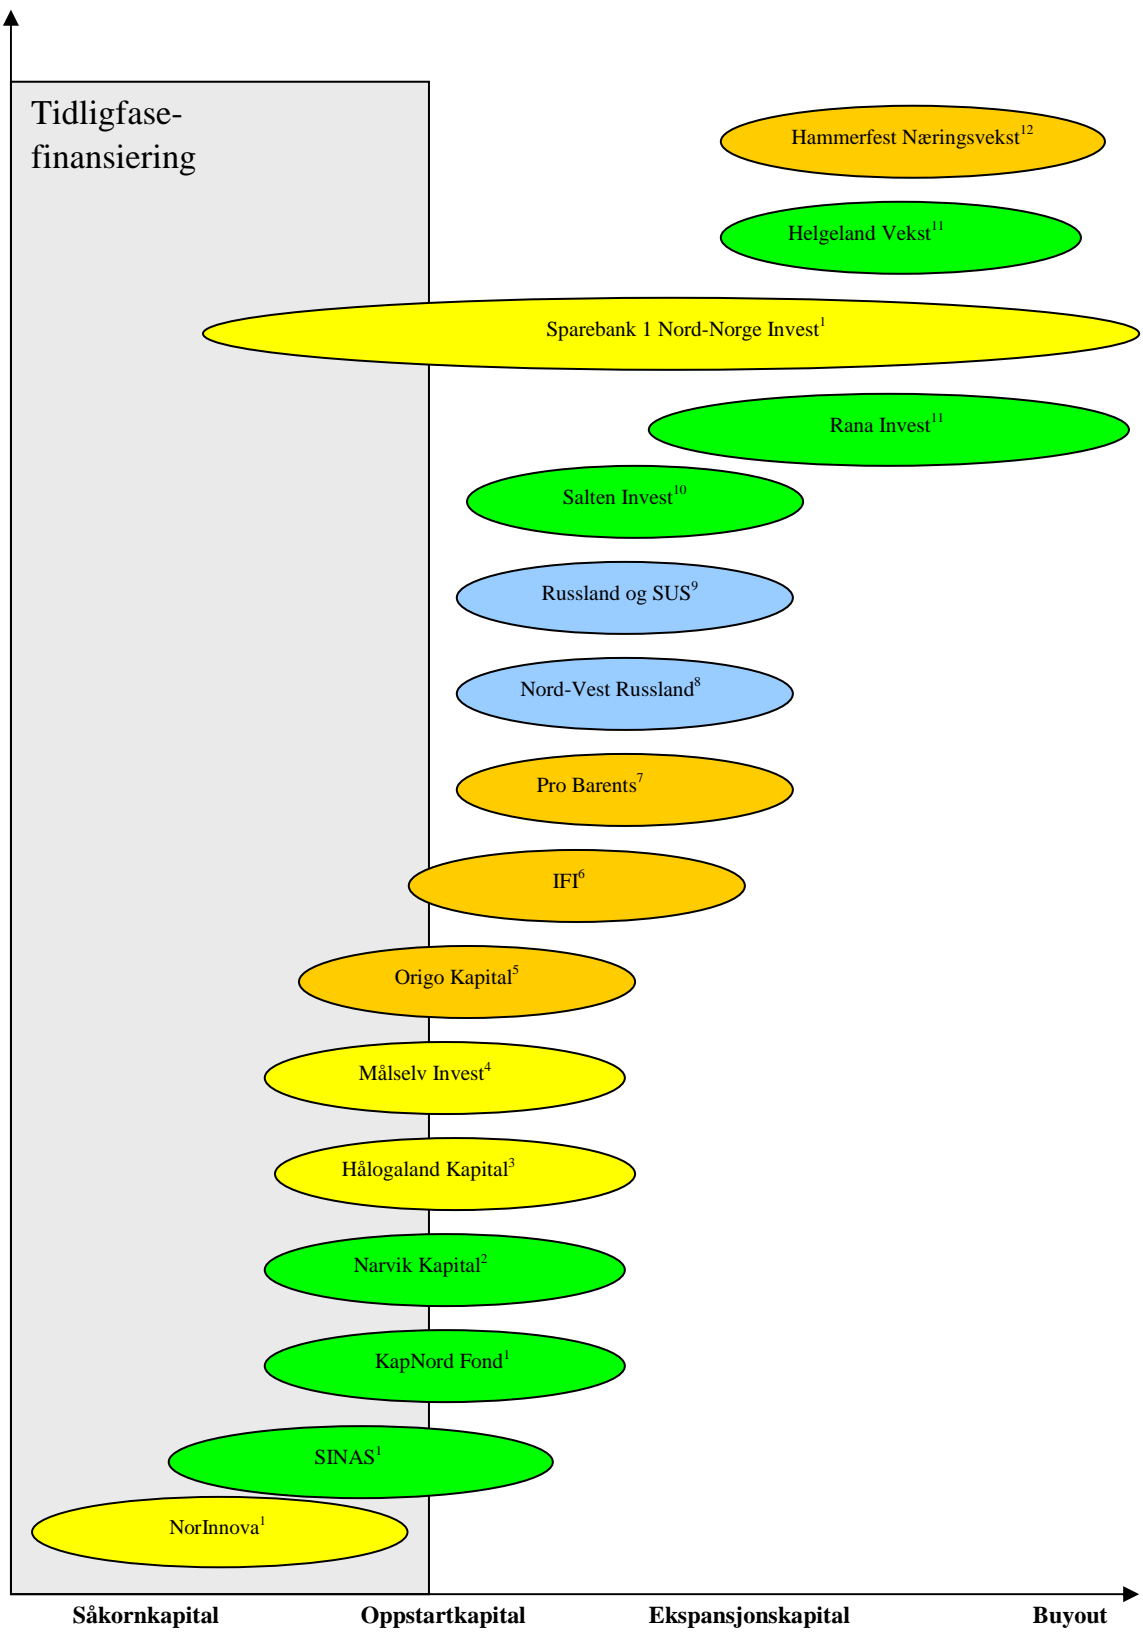 Tidligfase-
finansiering
Hammerfest Næringsvekst¹²
Helgeland Vekst¹¹
Sparebank 1 Nord-Norge Invest¹
Rana Invest¹¹
Salten Invest¹⁰
Russland og SUS⁹
Nord-Vest Russland⁸
Pro Barents⁷
IFI⁶
Origo Kapital⁵
Målselv Invest⁴
Hålogaland Kapital³
Narvik Kapital²
KapNord Fond¹
SINAS¹
NorInnova¹
Såkornkapital Oppstartkapital Ekspansjonskapital Buyout